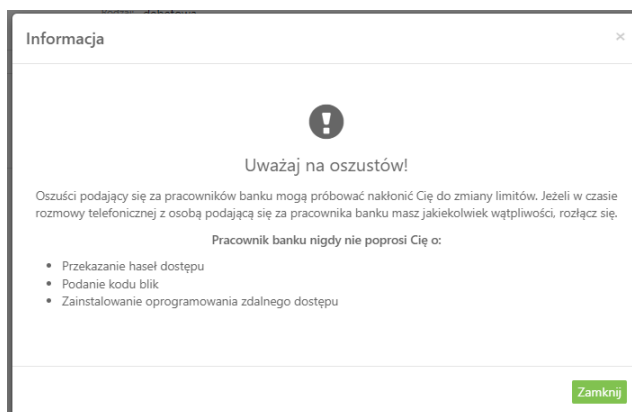 Rodzaj debetowa
Informacja
×
Uważaj na oszustów!
Oszuści podający się za pracowników banku mogą próbować nakłonić Cię do zmiany limitów. Jeżeli w czasie
rozmowy telefonicznej z osobą podającą się za pracownika banku masz jakiekolwiek wątpliwości, rozłącz się.
Pracownik banku nigdy nie poprosi Cię o:
• Przekazanie haseł dostępu
• Podanie kodu blik
• Zainstalowanie oprogramowania zdalnego dostępu
Zamknij